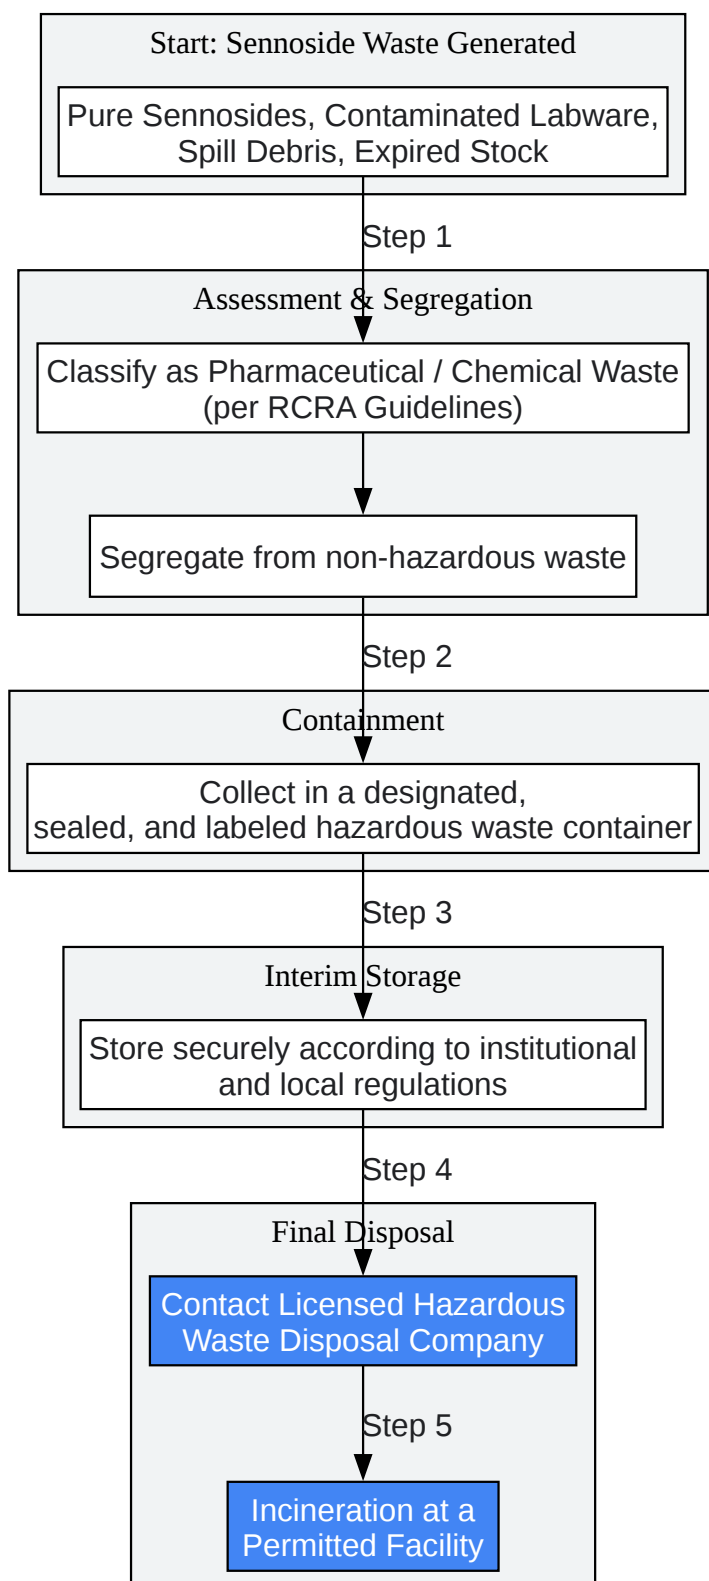 Start: Sennoside Waste Generated
Pure Sennosides, Contaminated Labware,
Spill Debris, Expired Stock
Step 1
Assessment & Segregation
Classify as Pharmaceutical / Chemical Waste
(per RCRA Guidelines)
Segregate from non-hazardous waste
Step 2
Containment
Collect in a designated,
sealed, and labeled hazardous waste container
Step 3
Interim Storage
Store securely according to institutional
and local regulations
Step 4
Final Disposal
Contact Licensed Hazardous
Waste Disposal Company
Step 5
Incineration at a
Permitted Facility